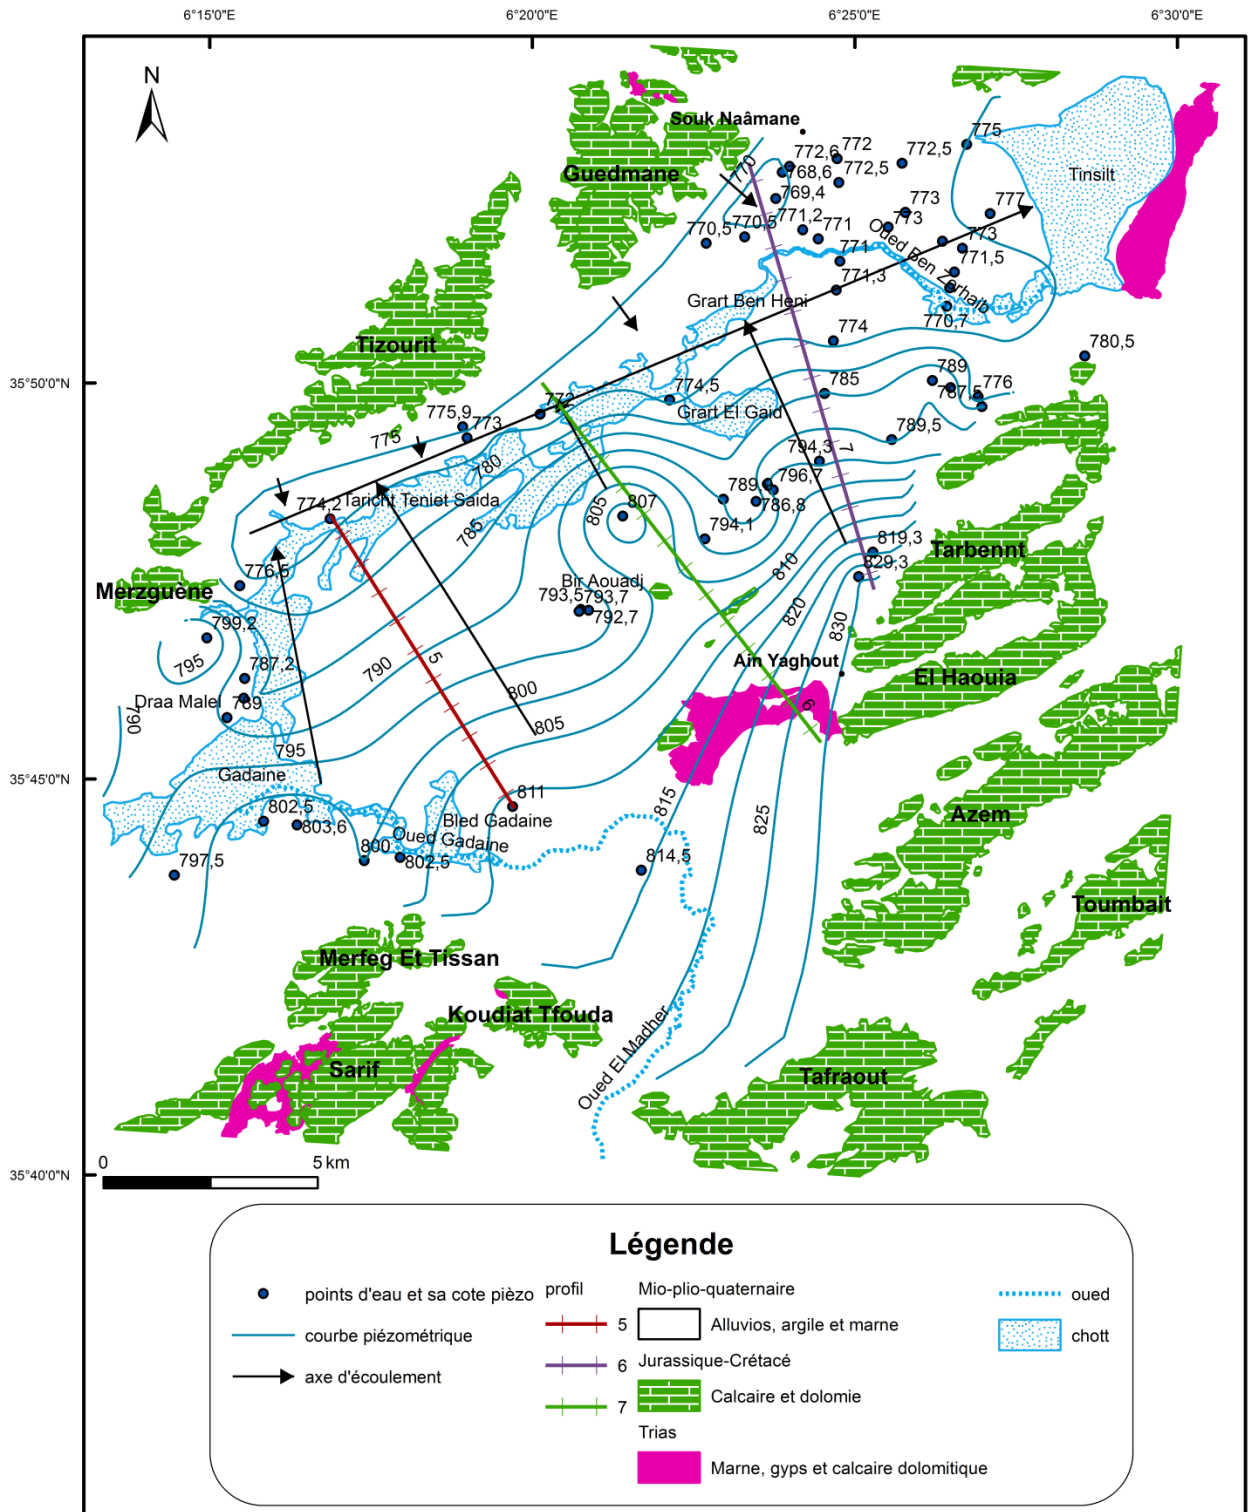 6°15'0"E
6°20'0"E
6°25'0"E
6°30'0"E
N
Souk Naâmane
775
772
772,6
772,5
772,5
770
768,6
Guedmane
Tinsilt
769,4
777
773
773
771,2
770,5
770,5
771
773
Oued Ben Zerhaib
771
771,5
771,3
Grart Ben Heni
770,7
774
Tizourit
780,5
35°50'0"N
789
776
785
787,5
774,5
772
Grart El Gaid
775,9
773
775
789,5
794,3
7
780
789,9
796,7
774,2
Taricht Teniet Saida
805
807
786,8
785
794,1
819,3
Tarbennt
810
829,3
Bir Aouadj
776,5
Merzguène
793,5
793,7
792,7
820
830
799,2
795
790
5
787,2
Ain Yaghout
El Haouia
800
Draa Malel
789
6
790
805
795
35°45'0"N
Gadaine
811
815
802,5
Bled Gadaine
825
Azem
803,6
Oued Gadaine
800
802,5
797,5
814,5
Toumbait
Merfeg Et Tissan
Koudiat Tfouda
Oued El Madher
Sarif
Tafraout
35°40'0"N
0
5 km
Légende
points d'eau et sa cote pièzo
courbe piézométrique
axe d'écoulement
profil
5
6
7
Mio-plio-quaternaire
Alluvios, argile et marne
Jurassique-Crétacé
Calcaire et dolomie
Trias
Marne, gyps et calcaire dolomitique
oued
chott